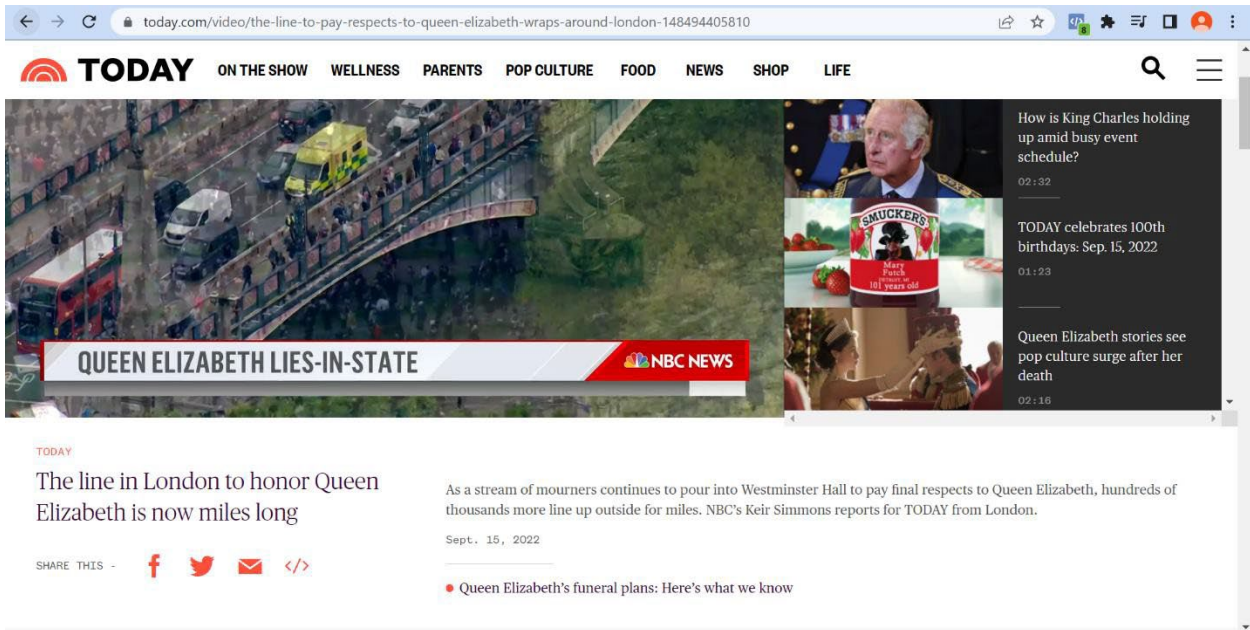 today.com/video/the-line-to-pay-respects-to-queen-elizabeth-wraps-around-london-148494405810
8
TODAY
ON THE SHOW WELLNESS PARENTS POP CULTURE FOOD NEWS SHOP LIFE
QUEEN ELIZABETH LIES-IN-STATE
NBC NEWS
How is King Charles holding
up amid busy event
schedule?
02:32
SMUCKER'S
Mary
Futch
DETROIT, MI
101 years old
TODAY celebrates 100th
birthdays: Sep. 15, 2022
01:23
Queen Elizabeth stories see
pop culture surge after her
death
02:16
TODAY
The line in London to honor Queen
Elizabeth is now miles long
SHARE THIS -
As a stream of mourners continues to pour into Westminster Hall to pay final respects to Queen Elizabeth, hundreds of
thousands more line up outside for miles. NBC's Keir Simmons reports for TODAY from London.
Sept. 15, 2022
Queen Elizabeth's funeral plans: Here's what we know